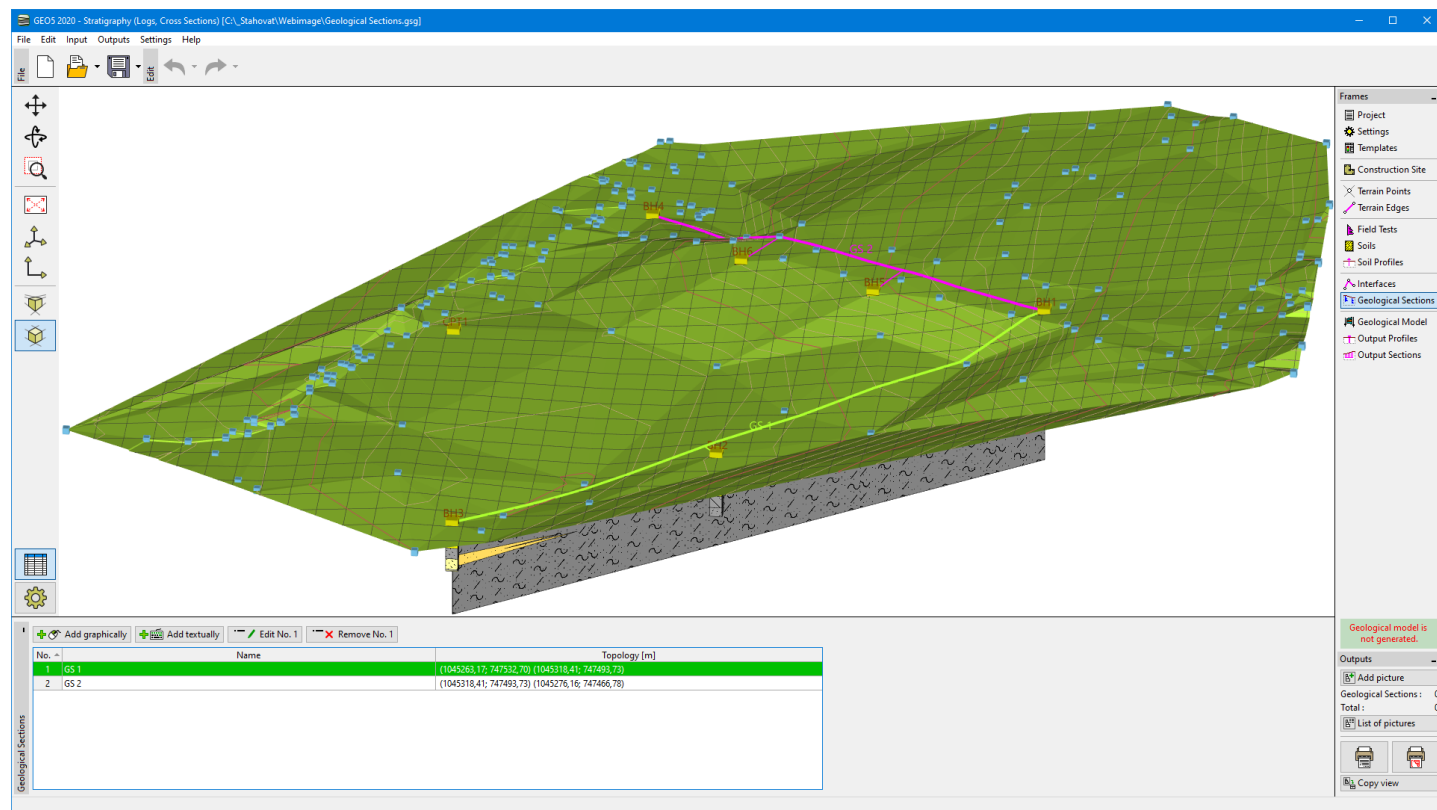 GEO5 2020 - Stratigraphy (Logs, Cross Sections) [C:\_Stahovat\Webimage\Geological Sections.gsg]
File Edit Input Outputs Settings Help
File
Edit
Frames
Project
Settings
Templates
Construction Site
Terrain Points
Terrain Edges
Field Tests
Soils
Soil Profiles
Interfaces
Geological Sections
Geological Model
Output Profiles
Output Sections
BH4
BH6
GS 2
BH5
BH1
GS 1
BH2
BH3
Geological model is
not generated.
Add graphically Add textually Edit No. 1 Remove No. 1
No. Name Topology [m]
1 GS 1 (1045263,17; 747532,70) (1045318,41; 747493,73)
2 GS 2 (1045318,41; 747493,73) (1045276,16; 747466,78)
Geological Sections
Outputs
Add picture
Geological Sections :
Total :
List of pictures
Copy view